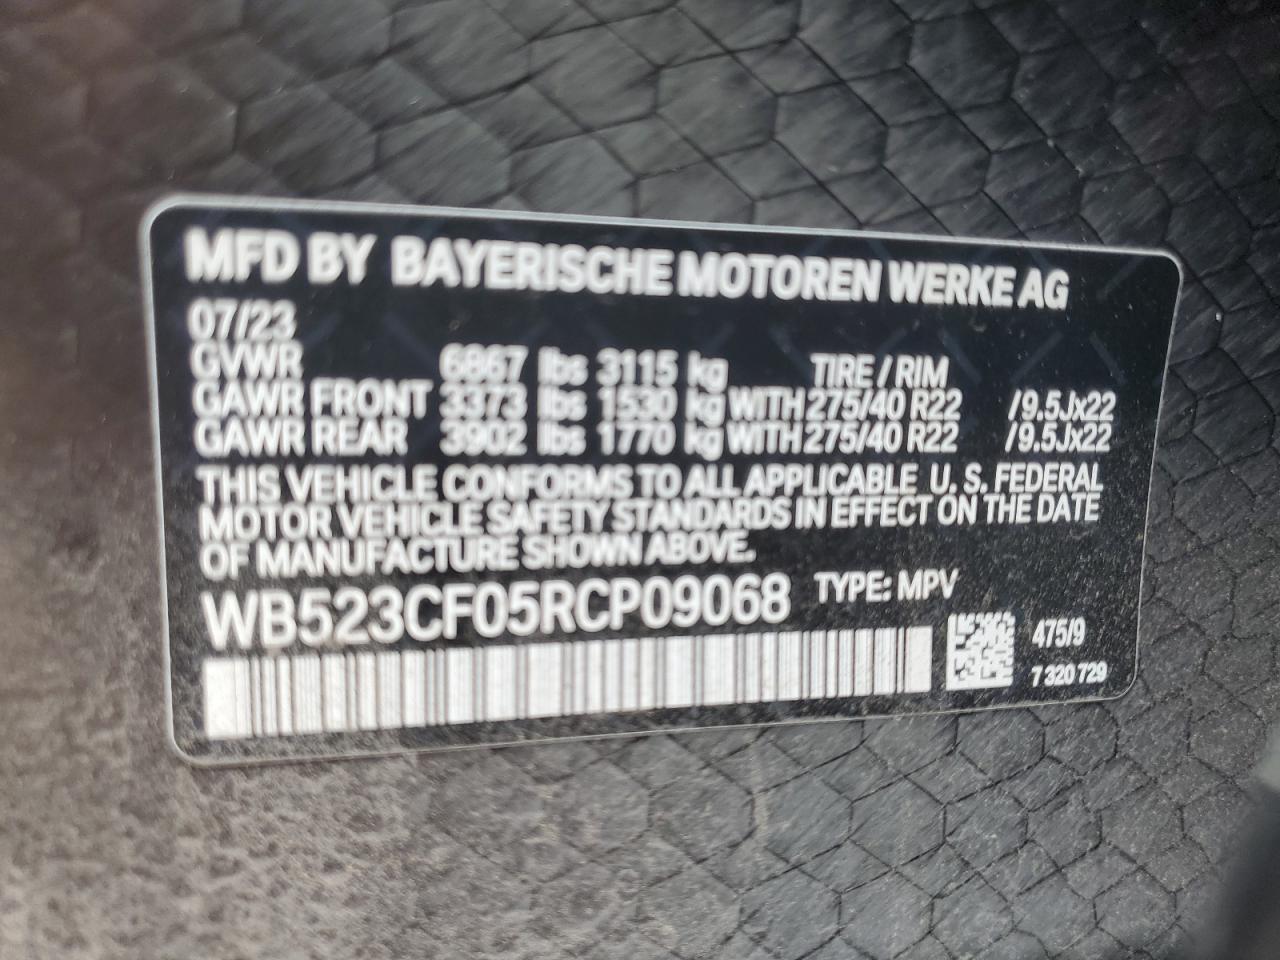 MFD BY BAYERISCHE MOTOREN WERKE AG
07/23
GVWR 6867 lbs 3115 kg TIRE / RIM
GAWR FRONT 3373 lbs 1530 kg WITH 275/40 R22 /9.5Jx22
GAWR REAR 3902 lbs 1770 kg WITH 275/40 R22 /9.5Jx22
THIS VEHICLE CONFORMS TO ALL APPLICABLE U. S. FEDERAL
MOTOR VEHICLE SAFETY STANDARDS IN EFFECT ON THE DATE
OF MANUFACTURE SHOWN ABOVE.
WB523CF05RCP09068 TYPE: MPV
475/9
7 320 729